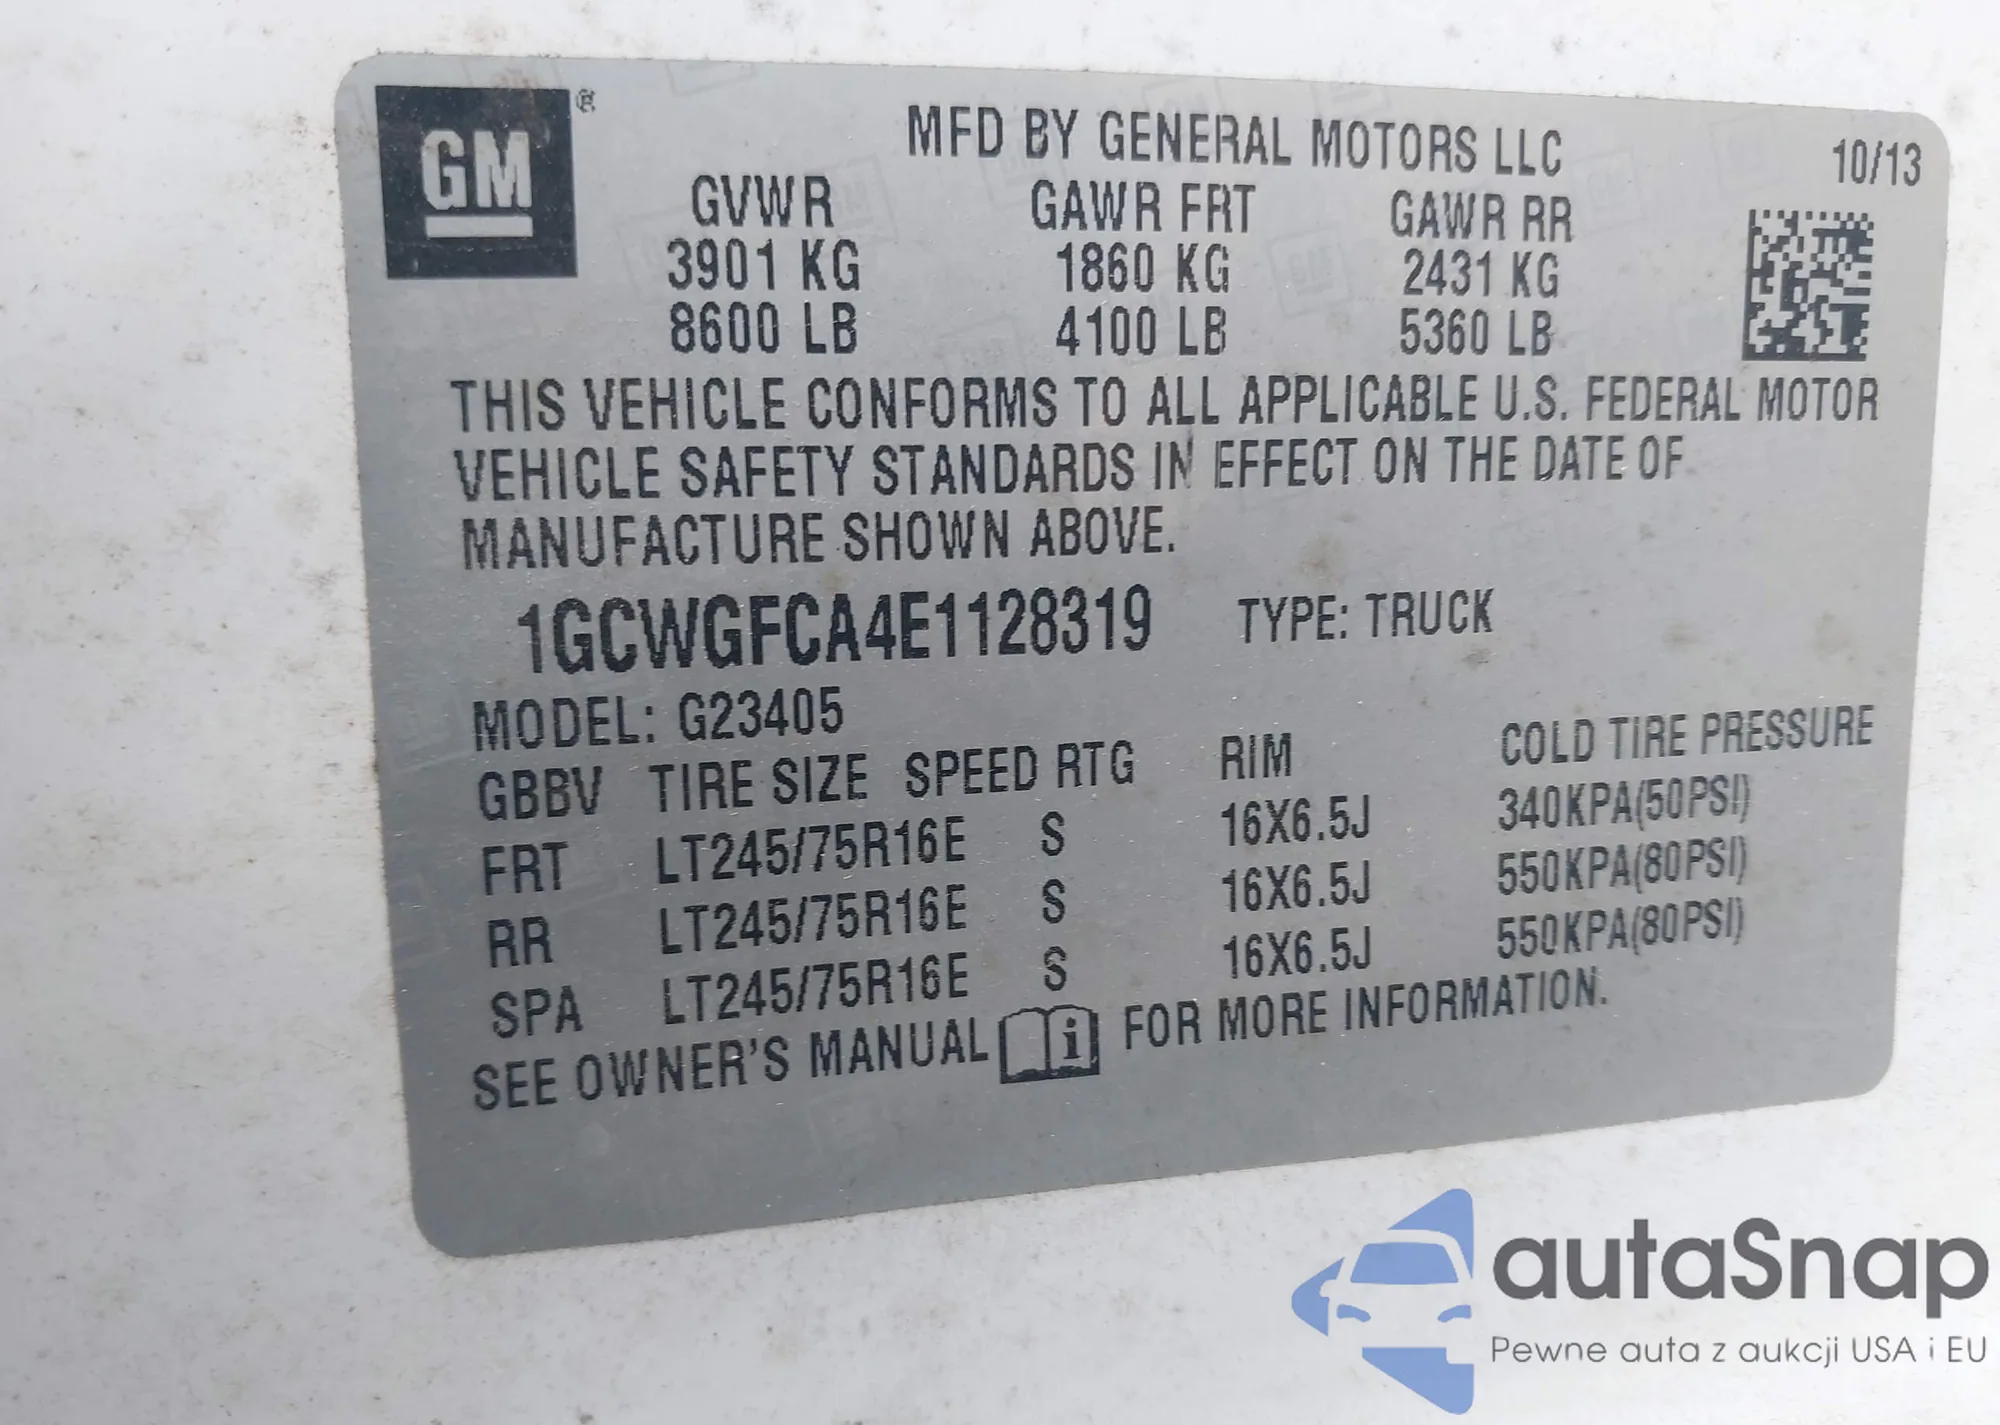 GM®
MFD BY GENERAL MOTORS LLC 10/13
GVWR GAWR FRT GAWR RR
3901 KG 1860 KG 2431 KG
8600 LB 4100 LB 5360 LB
THIS VEHICLE CONFORMS TO ALL APPLICABLE U.S. FEDERAL MOTOR
VEHICLE SAFETY STANDARDS IN EFFECT ON THE DATE OF
MANUFACTURE SHOWN ABOVE.
1GCWGFCA4E1128319 TYPE: TRUCK
MODEL: G23405
GBBV TIRE SIZE SPEED RTG RIM COLD TIRE PRESSURE
FRT LT245/75R16E S 16X6.5J 340KPA(50PSI)
RR LT245/75R16E S 16X6.5J 550KPA(80PSI)
SPA LT245/75R16E S 16X6.5J 550KPA(80PSI)
SEE OWNER'S MANUAL i FOR MORE INFORMATION.
autaSnap
Pewne auta z aukcji USA i EU